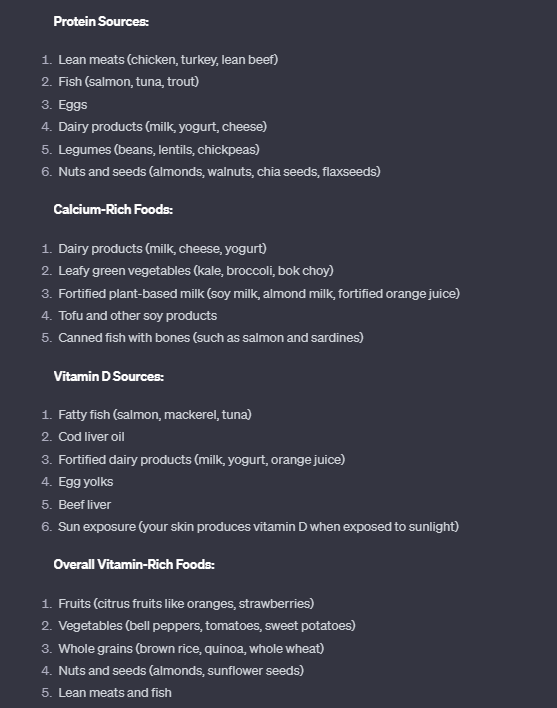 Protein Sources:
1. Lean meats (chicken, turkey, lean beef)
2. Fish (salmon, tuna, trout)
3. Eggs
4. Dairy products (milk, yogurt, cheese)
5. Legumes (beans, lentils, chickpeas)
6. Nuts and seeds (almonds, walnuts, chia seeds, flaxseeds)
Calcium-Rich Foods:
1. Dairy products (milk, cheese, yogurt)
2. Leafy green vegetables (kale, broccoli, bok choy)
3. Fortified plant-based milk (soy milk, almond milk, fortified orange juice)
4. Tofu and other soy products
5. Canned fish with bones (such as salmon and sardines)
Vitamin D Sources:
1. Fatty fish (salmon, mackerel, tuna)
2. Cod liver oil
3. Fortified dairy products (milk, yogurt, orange juice)
4. Egg yolks
5. Beef liver
6. Sun exposure (your skin produces vitamin D when exposed to sunlight)
Overall Vitamin-Rich Foods:
1. Fruits (citrus fruits like oranges, strawberries)
2. Vegetables (bell peppers, tomatoes, sweet potatoes)
3. Whole grains (brown rice, quinoa, whole wheat)
4. Nuts and seeds (almonds, sunflower seeds)
5. Lean meats and fish